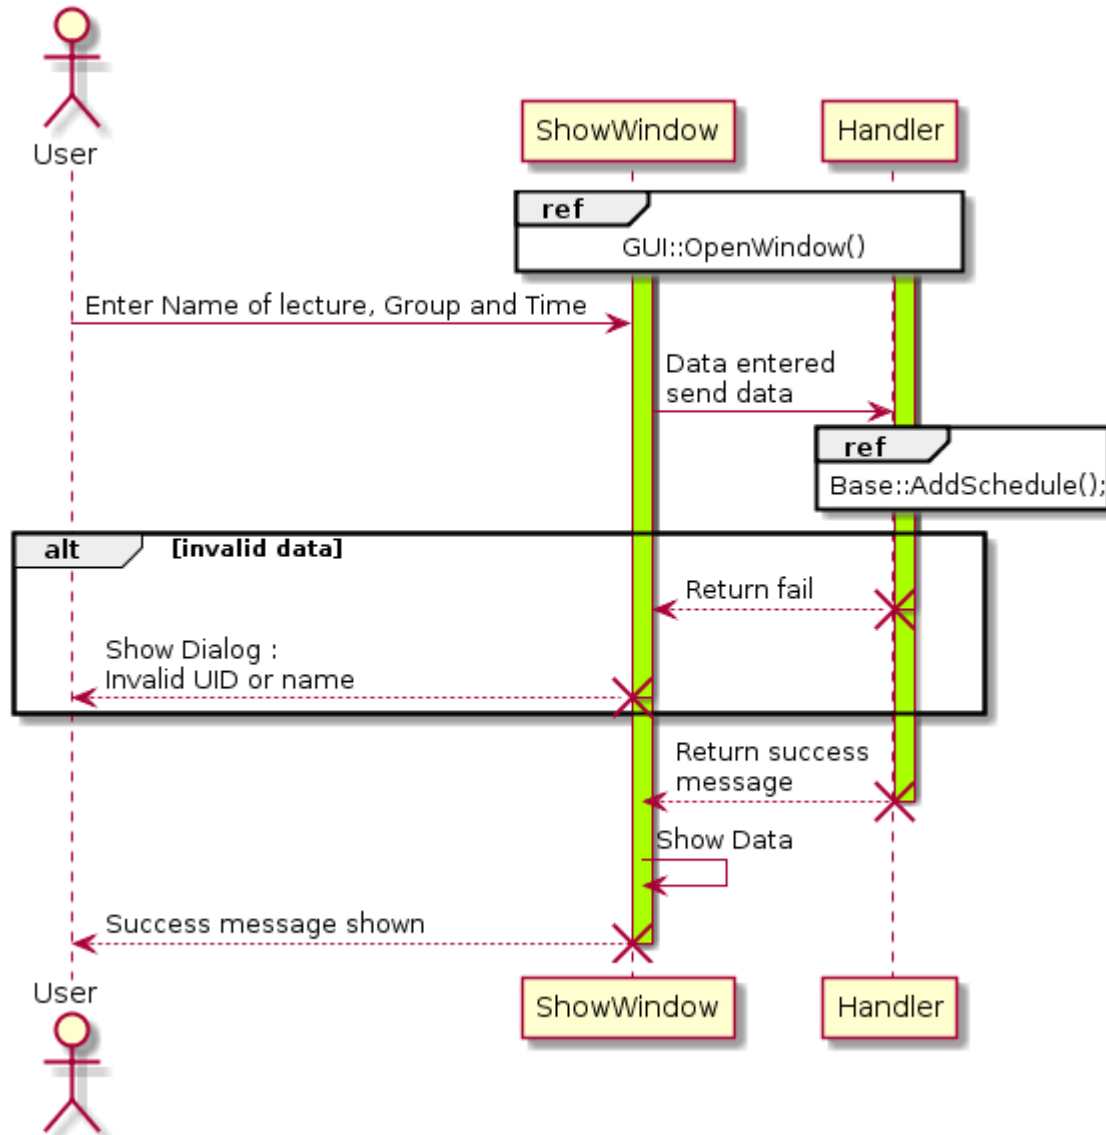 User
ShowWindow
Handler
ref
GUI::OpenWindow()
Enter Name of lecture, Group and Time
Data entered
send data
ref
Base::AddSchedule();
alt
[invalid data]
Return fail
Show Dialog :
Invalid UID or name
Return success
message
Show Data
Success message shown
User
ShowWindow
Handler